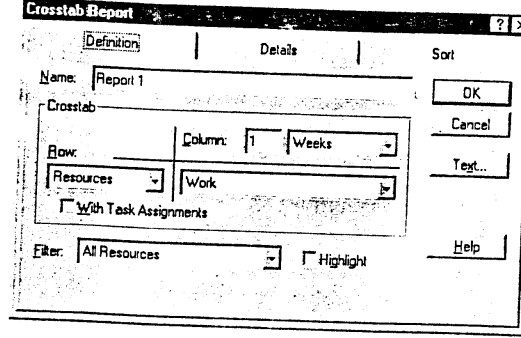 Crosstab Report ? X
Definition Details Sort
Name: Report 1
OK
Crosstab
Column: 1 Weeks
Cancel
Row:
Text...
Resources Work
With Task Assignments
Filter: All Resources Highlight
Help